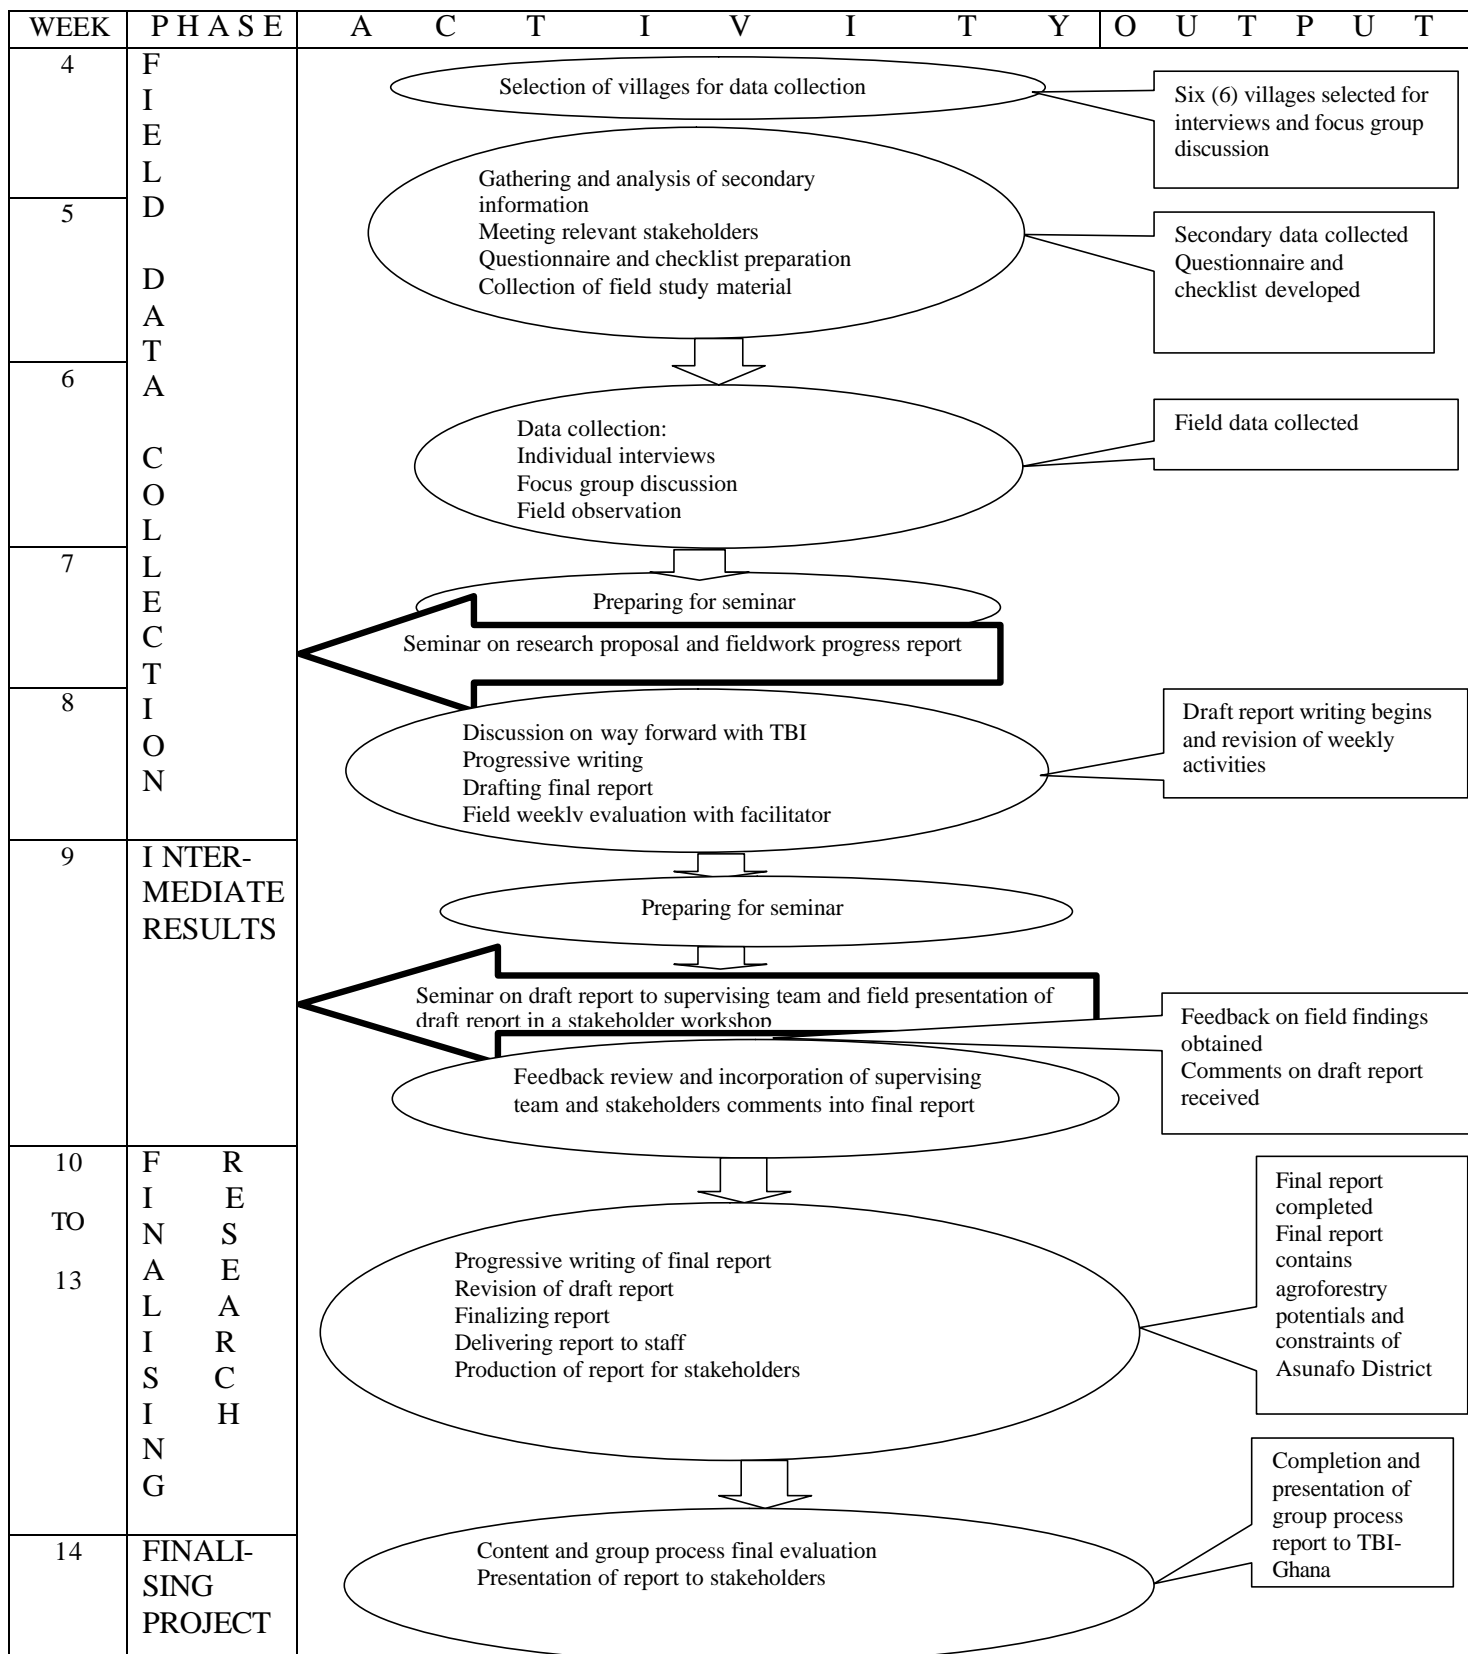 WEEK
P H A S E
A C T I V I T Y
O U T P U T
4
F
I
E
L
D
D
A
T
A
C
O
L
L
E
C
T
I
O
N
Selection of villages for data collection
Six (6) villages selected for
interviews and focus group
discussion
Gathering and analysis of secondary
information
Meeting relevant stakeholders
Questionnaire and checklist preparation
Collection of field study material
5
Secondary data collected
Questionnaire and
checklist developed
6
Data collection:
Individual interviews
Focus group discussion
Field observation
Field data collected
7
Preparing for seminar
Seminar on research proposal and fieldwork progress report
8
Discussion on way forward with TBI
Progressive writing
Drafting final report
Field weekly evaluation with facilitator
Draft report writing begins
and revision of weekly
activities
9
I NTER-
MEDIATE
RESULTS
Preparing for seminar
Seminar on draft report to supervising team and field presentation of
draft report in a stakeholder workshop
Feedback on field findings
obtained
Comments on draft report
received
Feedback review and incorporation of supervising
team and stakeholders comments into final report
10
TO
13
F R
I E
N S
A E
L A
I R
S C
I H
N
G
Progressive writing of final report
Revision of draft report
Finalizing report
Delivering report to staff
Production of report for stakeholders
Final report
completed
Final report
contains
agroforestry
potentials and
constraints of
Asunafo District
14
FINALI-
SING
PROJECT
Content and group process final evaluation
Presentation of report to stakeholders
Completion and
presentation of
group process
report to TBI-
Ghana